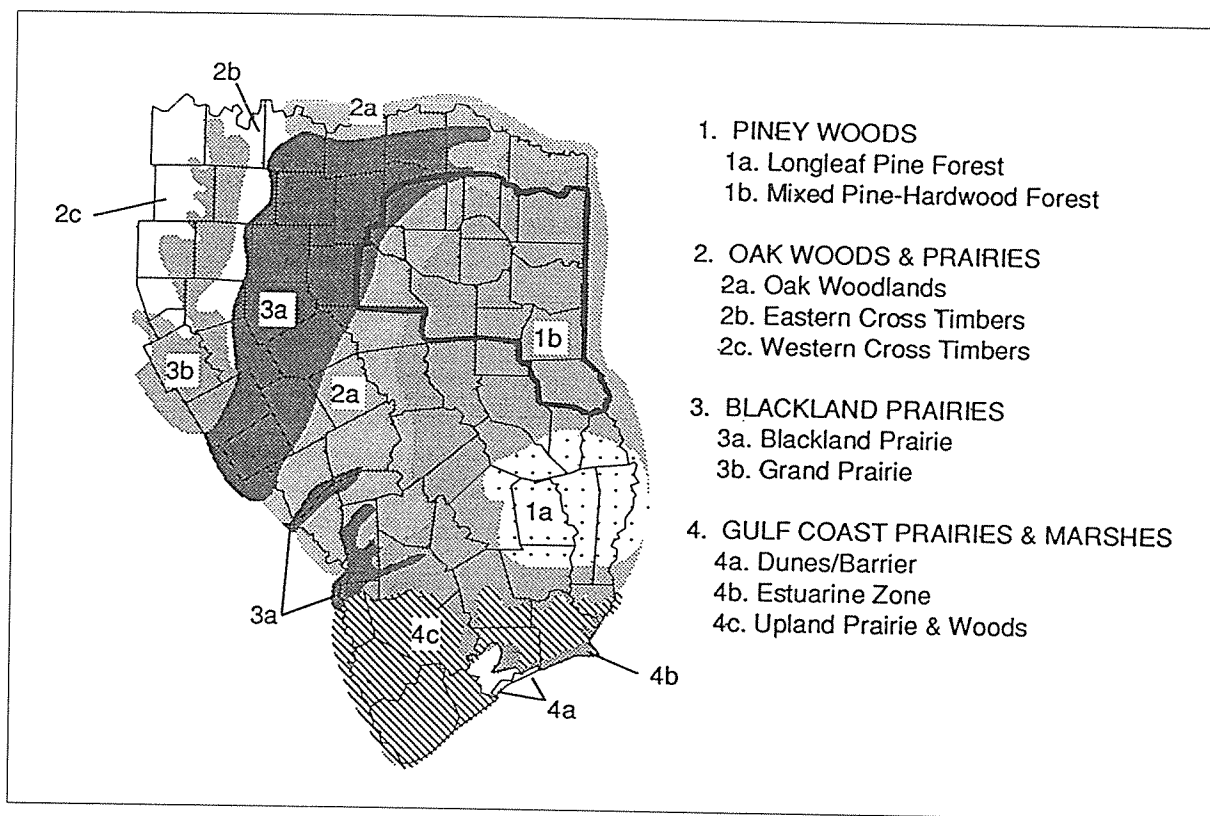 2b
2a
2c
3a
3b
2a
1b
1a
3a
4c
4b
4a
1. PINEY WOODS
1a. Longleaf Pine Forest
1b. Mixed Pine-Hardwood Forest
2. OAK WOODS & PRAIRIES
2a. Oak Woodlands
2b. Eastern Cross Timbers
2c. Western Cross Timbers
3. BLACKLAND PRAIRIES
3a. Blackland Prairie
3b. Grand Prairie
4. GULF COAST PRAIRIES & MARSHES
4a. Dunes/Barrier
4b. Estuarine Zone
4c. Upland Prairie & Woods